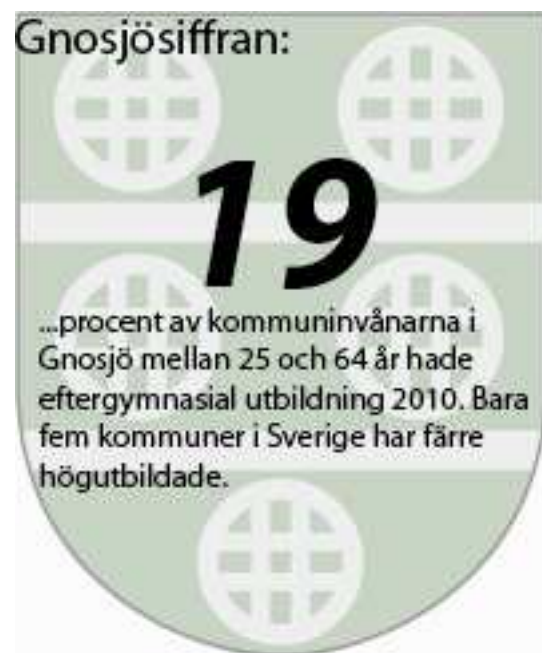 Gnosjösiffran:
19
...procent av kommuninvånarna i
Gnosjö mellan 25 och 64 år hade
eftergymnasial utbildning 2010. Bara
fem kommuner i Sverige har färre
högutbildade.